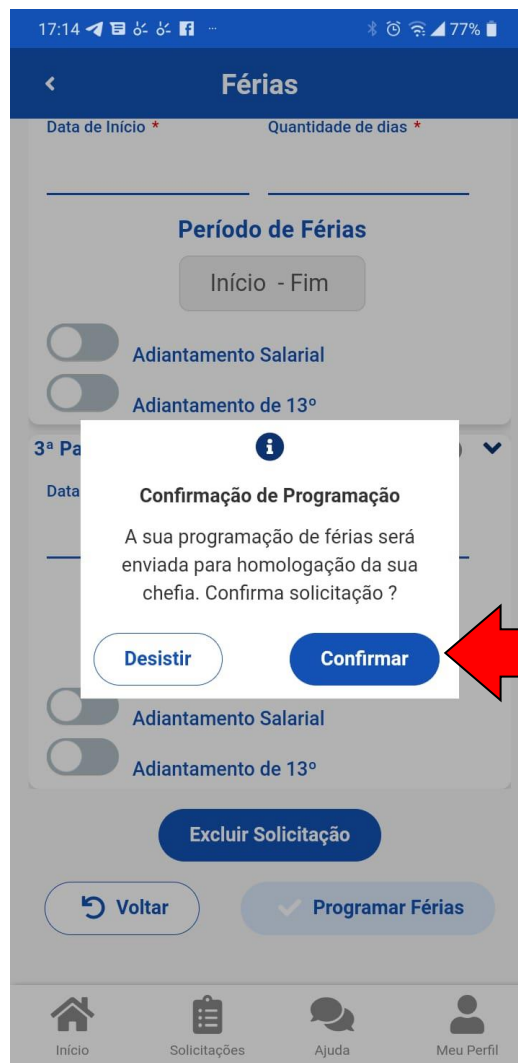 17:14 77%
Férias
Data de Início * Quantidade de dias *
Período de Férias
Início - Fim
Adiantamento Salarial
Adiantamento de 13º
3ª Pa
Data
Confirmação de Programação
A sua programação de férias será
enviada para homologação da sua
chefia. Confirma solicitação ?
Desistir Confirmar
Adiantamento Salarial
Adiantamento de 13º
Excluir Solicitação
Voltar Programar Férias
Início Solicitações Ajuda Meu Perfil